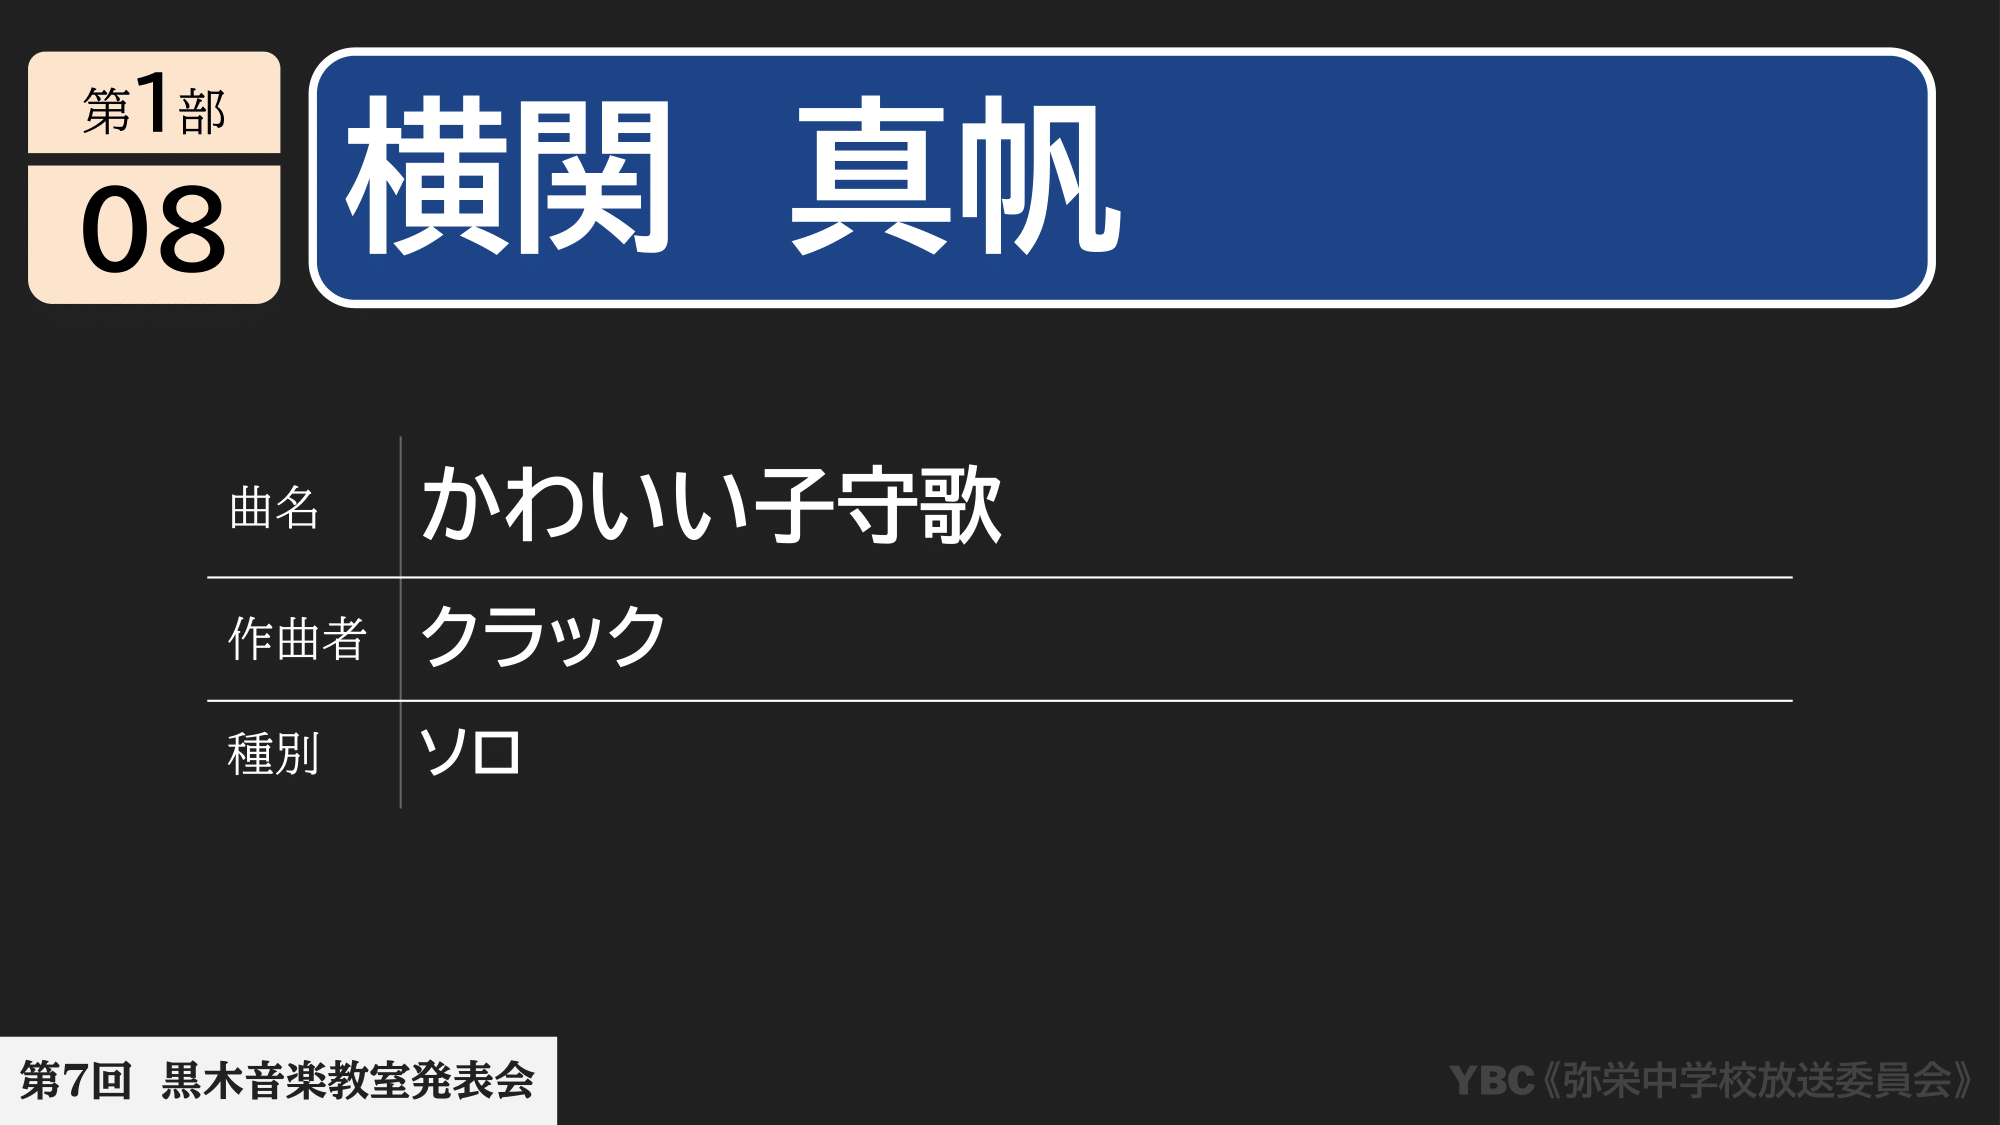 第1部
08
横関　真帆
曲名 かわいい子守歌
作曲者 クラック
種別 ソロ
第7回　黒木音楽教室発表会
YBC《弥栄中学校放送委員会》